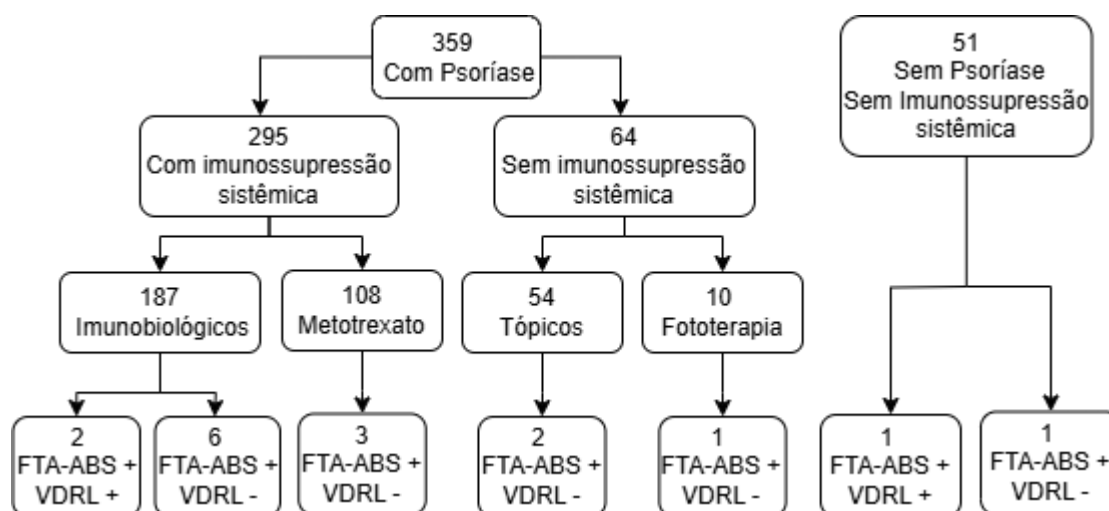 359
Com Psoríase
51
Sem Psoríase
Sem Imunossupressão
sistêmica
295
Com imunossupressão
sistêmica
64
Sem imunossupressão
sistêmica
187
Imunobiológicos
108
Metotrexato
54
Tópicos
10
Fototerapia
2
FTA-ABS +
VDRL +
6
FTA-ABS +
VDRL -
3
FTA-ABS +
VDRL -
2
FTA-ABS +
VDRL -
1
FTA-ABS +
VDRL -
1
FTA-ABS +
VDRL +
1
FTA-ABS +
VDRL -